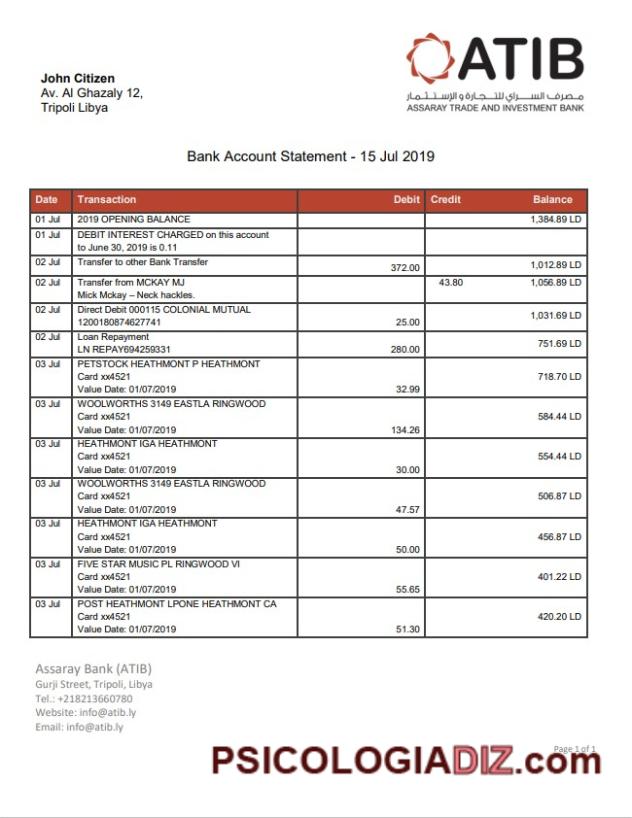 John Citizen
Av. Al Ghazaly 12,
Tripoli Libya
ATIB
مصرف السراي للتجارة و الإستثمار
ASSARAY TRADE AND INVESTMENT BANK
Bank Account Statement - 15 Jul 2019
Date Transaction Debit Credit Balance
01 Jul 2019 OPENING BALANCE 1,384.89 LD
01 Jul DEBIT INTEREST CHARGED on this account
to June 30, 2019 is 0.11
02 Jul Transfer to other Bank Transfer 372.00 1,012.89 LD
02 Jul Transfer from MCKAY MJ 43.80 1,056.89 LD
Mick Mckay – Neck hackles.
02 Jul Direct Debit 000115 COLONIAL MUTUAL
1200180874627741 25.00 1,031.69 LD
02 Jul Loan Repayment
LN REPAY694259331 280.00 751.69 LD
03 Jul PETSTOCK HEATHMONT P HEATHMONT
Card xx4521 718.70 LD
Value Date: 01/07/2019 32.99
03 Jul WOOLWORTHS 3149 EASTLA RINGWOOD
Card xx4521 584.44 LD
Value Date: 01/07/2019 134.26
03 Jul HEATHMONT IGA HEATHMONT
Card xx4521 554.44 LD
Value Date: 01/07/2019 30.00
03 Jul WOOLWORTHS 3149 EASTLA RINGWOOD
Card xx4521 506.87 LD
Value Date: 01/07/2019 47.57
03 Jul HEATHMONT IGA HEATHMONT
Card xx4521 456.87 LD
Value Date: 01/07/2019 50.00
03 Jul FIVE STAR MUSIC PL RINGWOOD VI
Card xx4521 401.22 LD
Value Date: 01/07/2019 55.65
03 Jul POST HEATHMONT LPONE HEATHMONT CA
Card xx4521 420.20 LD
Value Date: 01/07/2019 51.30
Assaray Bank (ATIB)
Gurji Street, Tripoli, Libya
Tel.: +218213660780
Website: info@atib.ly
Email: info@atib.ly
Page 1 of 1
PSICOLOGIADIZ.com